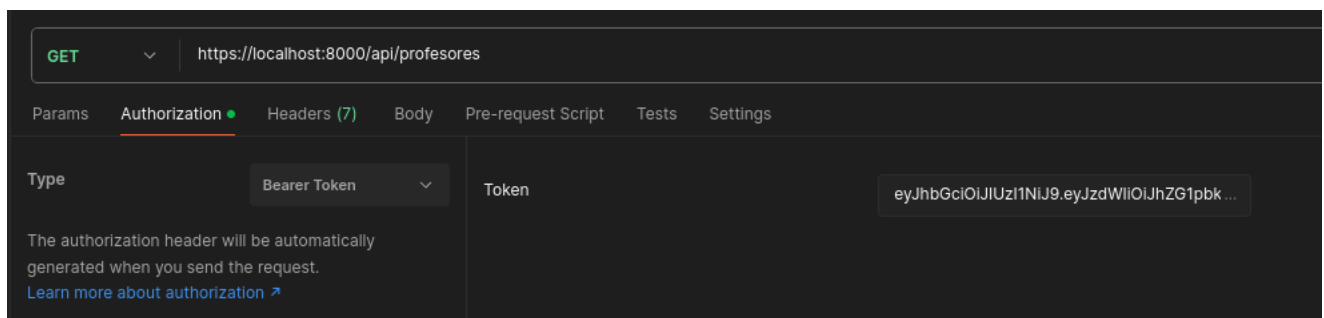 GET https://localhost:8000/api/profesores
Params Authorization Headers (7) Body Pre-request Script Tests Settings
Type Bearer Token Token eyJhbGciOiJIUzI1NiJ9.eyJzdWIiOiJhZG1pbk...
The authorization header will be automatically
generated when you send the request.
Learn more about authorization ↗